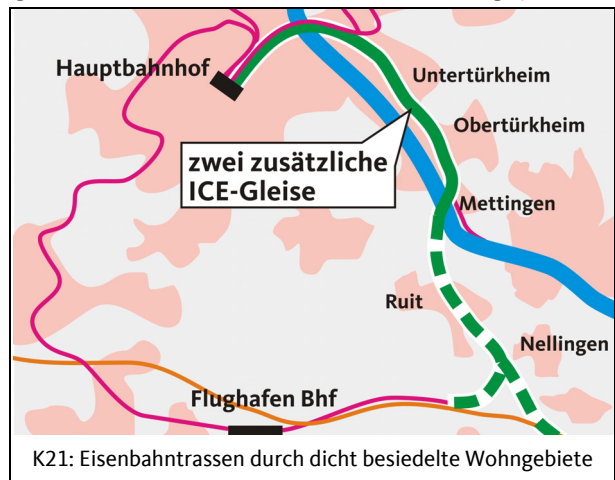 Hauptbahnhof
Untertürkheim
Obertürkheim
zwei zusätzliche
ICE-Gleise
Mettingen
Ruit
Nellingen
Flughafen Bhf
K21: Eisenbahntrassen durch dicht besiedelte Wohngebiete